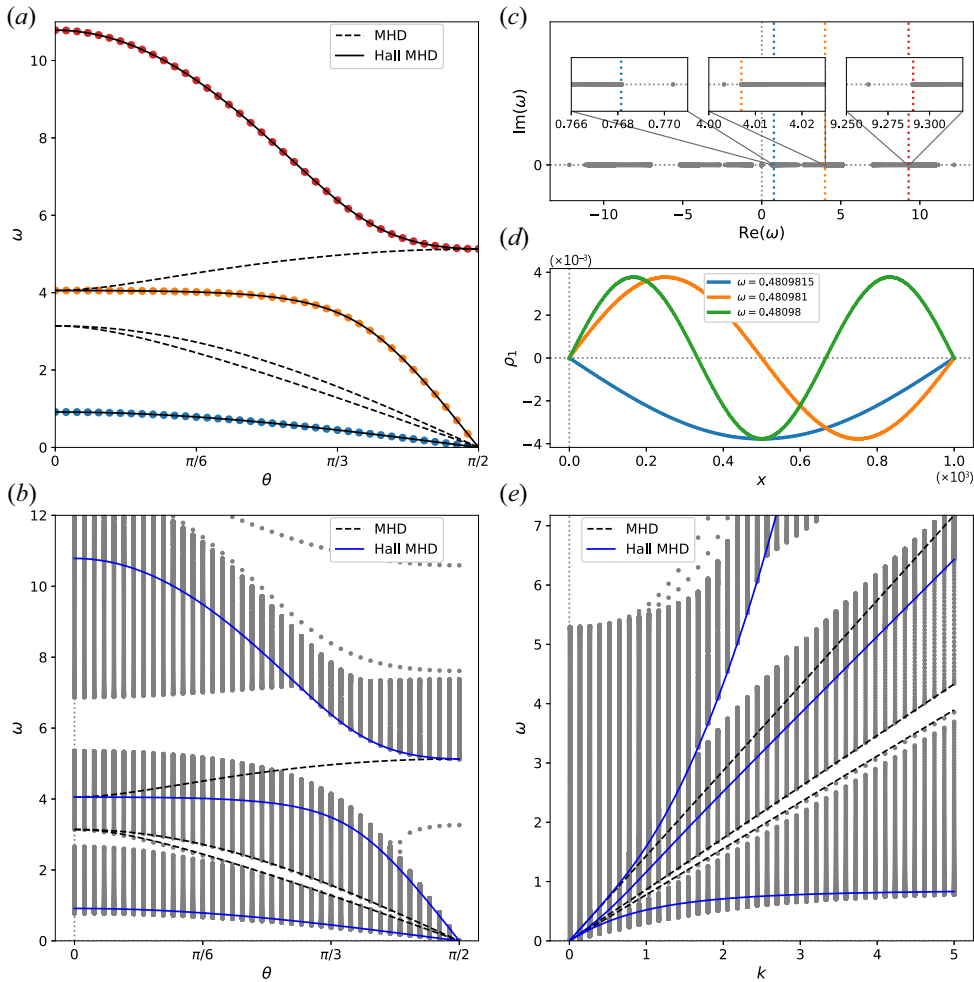 (a)
10
8
6
4
2
0
ω
0
π/6
π/3
π/2
θ
MHD
Hall MHD
(b)
12
10
8
6
4
2
0
ω
0
π/6
π/3
π/2
θ
MHD
Hall MHD
(c)
Im(ω)
0
0.766
0.768
0.770
4.00
4.01
4.02
9.250
9.275
9.300
−10
−5
0
5
10
Re(ω)
(d)
(×10⁻³)
4
2
0
−2
−4
ρ₁
ω = 0.4809815
ω = 0.480981
ω = 0.48098
0.0
0.2
0.4
0.6
0.8
1.0
x
(×10³)
(e)
7
6
5
4
3
2
1
0
ω
MHD
Hall MHD
0
1
2
3
4
5
k